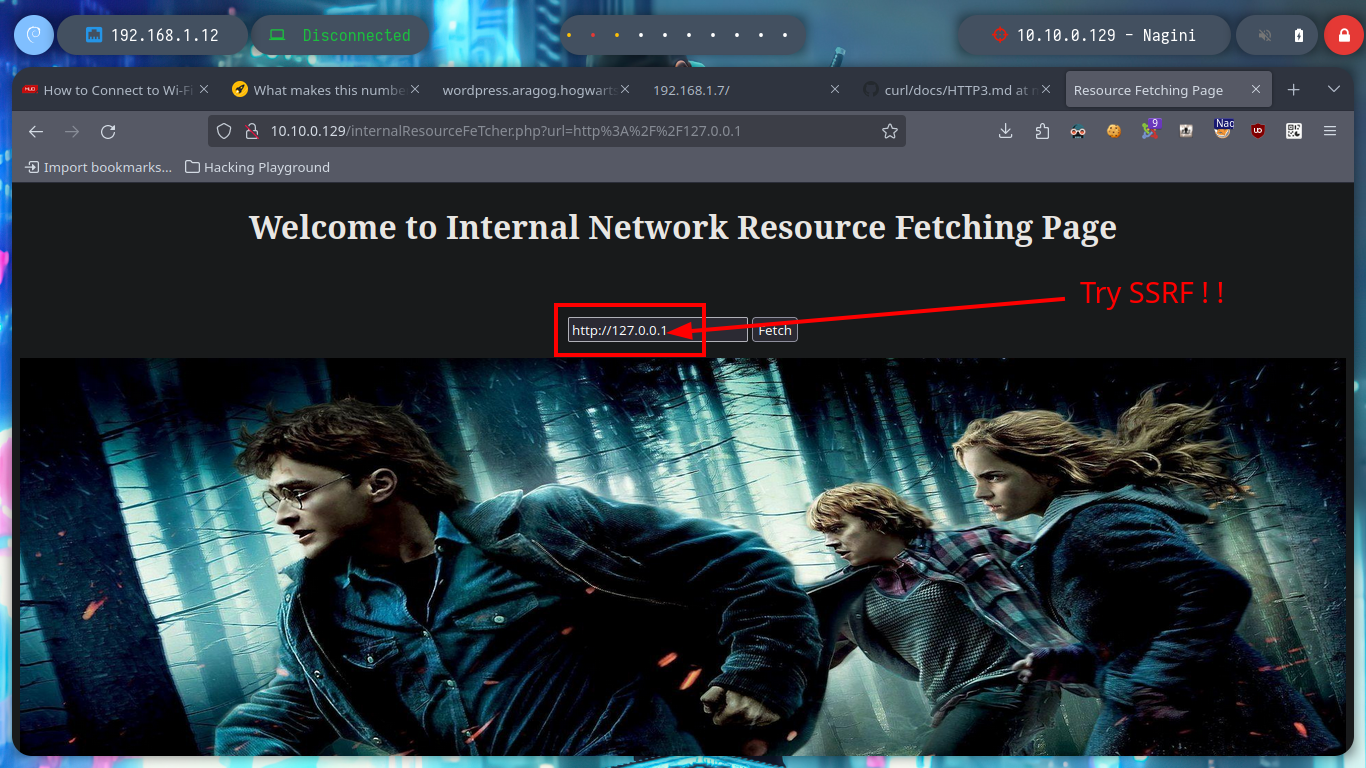 192.168.1.12
Disconnected
10.10.0.129 - Nagini
How to Connect to Wi-Fi
What makes this numbe
wordpress.aragog.hogwarts
192.168.1.7/
curl/docs/HTTP3.md at
Resource Fetching Page
10.10.0.129/internalResourceFeTcher.php?url=http%3A%2F%2F127.0.0.1
9
UD
Import bookmarks...
Hacking Playground
Welcome to Internal Network Resource Fetching Page
Try SSRF ! !
http://127.0.0.1
Fetch